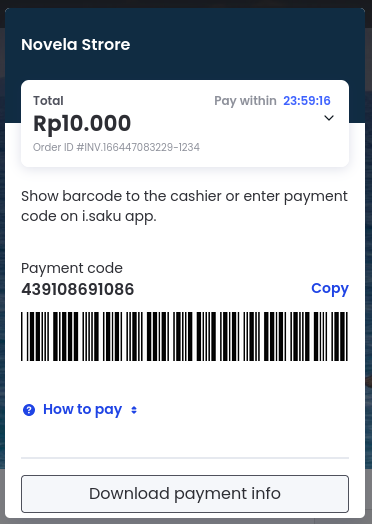 Novela Strore
Total
Pay within 23:59:16
Rp10.000
Order ID #INV.166447083229-1234
Show barcode to the cashier or enter payment
code on i.saku app.
Payment code
439108691086
Copy
How to pay
Download payment info